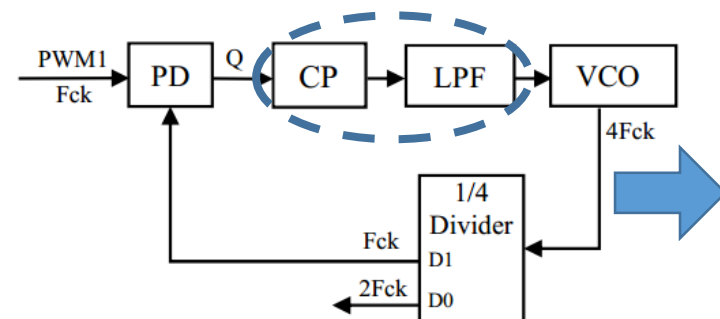 PWM1
Fck
PD
Q
CP
LPF
VCO
4Fck
1/4
Divider
Fck
D1
2Fck
D0